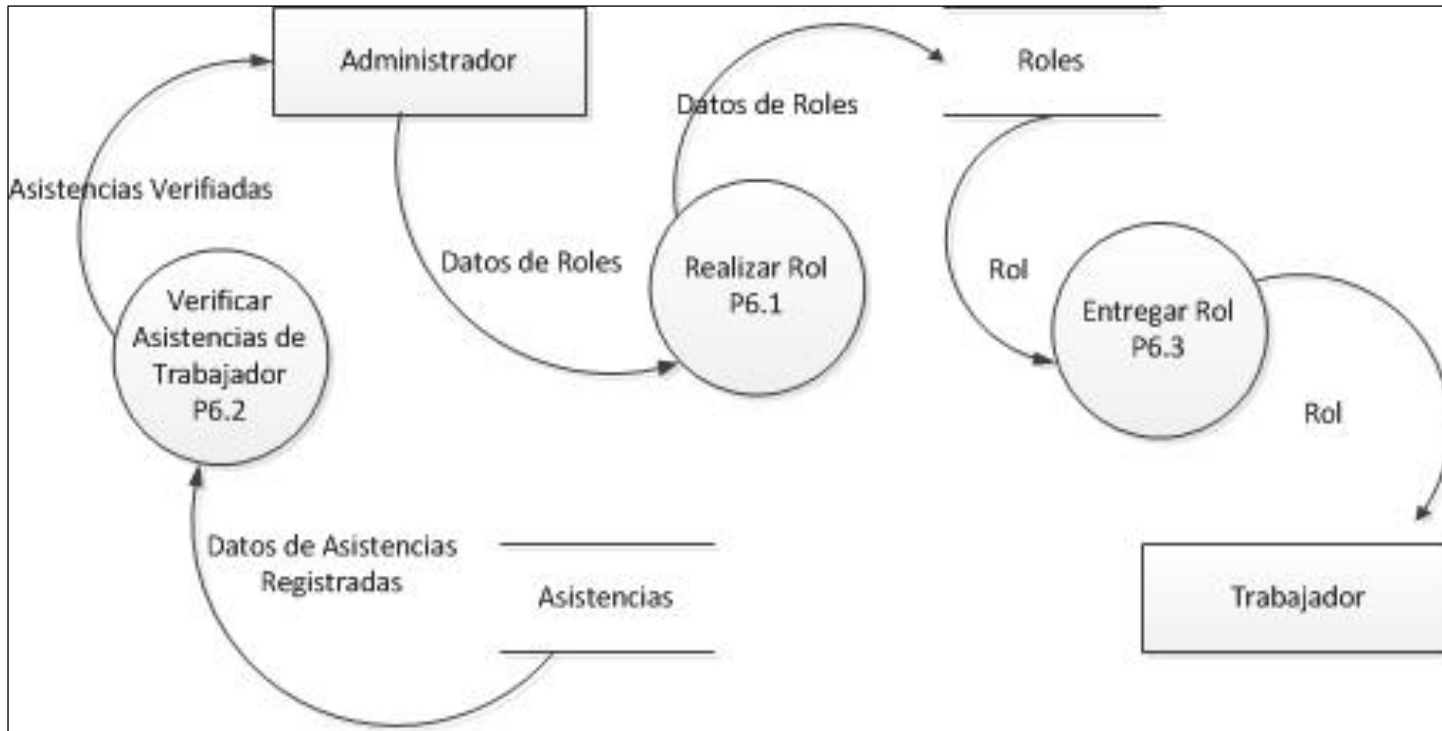 Administrador
Roles
Datos de Roles
Asistencias Verifiadas
Datos de Roles
Realizar Rol
P6.1
Rol
Entregar Rol
P6.3
Verificar
Asistencias de
Trabajador
P6.2
Rol
Datos de Asistencias
Registradas
Asistencias
Trabajador